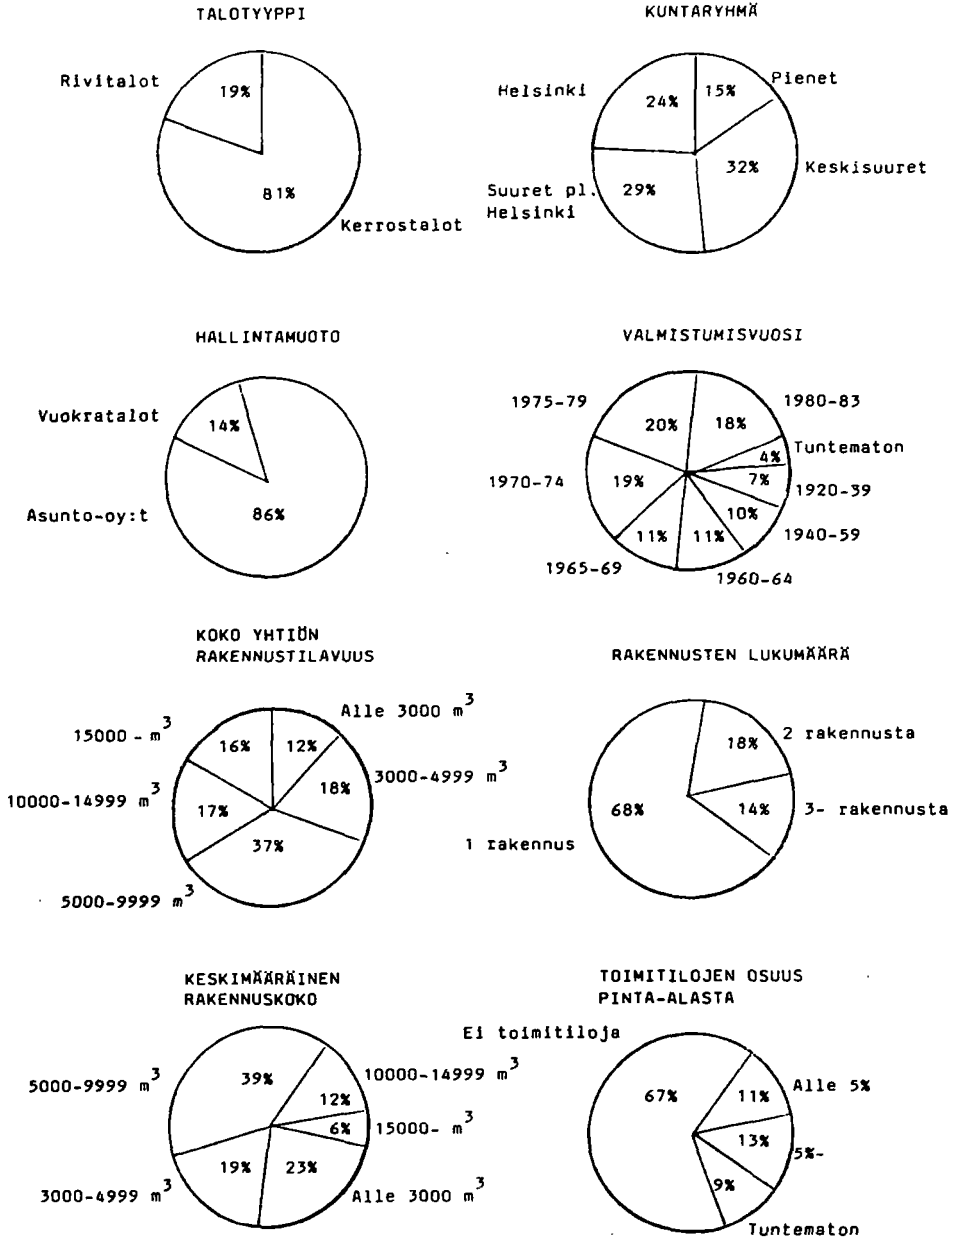 TALOTYYPPI
Rivitalot
19%
81%
Kerrostalot
KUNTARYHMÄ
Helsinki
24%
15%
Pienet
32%
Keskisuuret
Suuret pl.
Helsinki
29%
HALLINTAMUOTO
Vuokratalot
14%
Asunto-oy:t
86%
VALMISTUMISVUOSI
1975-79
20%
18%
1980-83
4%
Tuntematon
7%
1920-39
10%
1940-59
11%
1960-64
11%
1965-69
19%
1970-74
KOKO YHTIÖN
RAKENNUSTILAVUUS
15000 - m³
16%
12%
Alle 3000 m³
18%
3000-4999 m³
10000-14999 m³
17%
37%
5000-9999 m³
RAKENNUSTEN LUKUMÄÄRÄ
18%
2 rakennusta
14%
3- rakennusta
68%
1 rakennus
KESKIMÄÄRÄINEN
RAKENNUSKOKO
5000-9999 m³
39%
10000-14999 m³
12%
6%
15000- m³
19%
23%
3000-4999 m³
Alle 3000 m³
TOIMITILOJEN OSUUS
PINTA-ALASTA
Ei toimitiloja
67%
11%
Alle 5%
13%
5%-
9%
Tuntematon